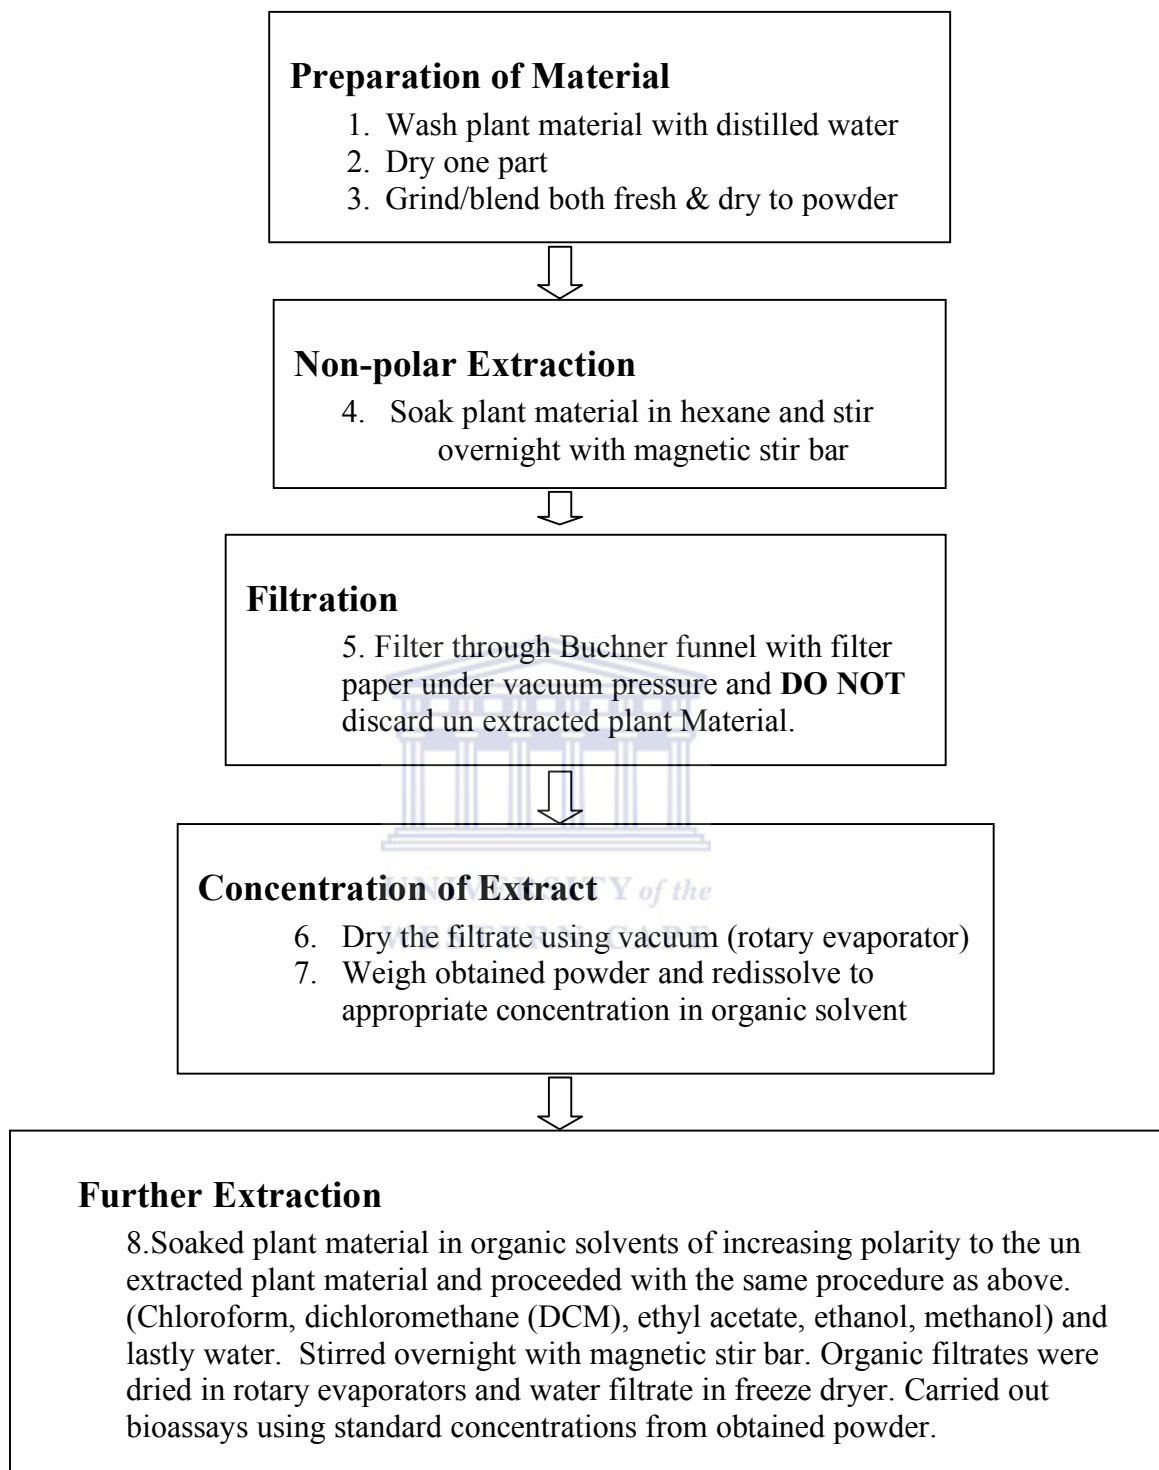 Preparation of Material
1. Wash plant material with distilled water
2. Dry one part
3. Grind/blend both fresh & dry to powder
Non-polar Extraction
4. Soak plant material in hexane and stir
overnight with magnetic stir bar
Filtration
5. Filter through Buchner funnel with filter
paper under vacuum pressure and DO NOT
discard un extracted plant Material.
Concentration of Extract
UNIVERSITY of the
6. Dry the filtrate using vacuum (rotary evaporator)
WESTERN CAPE
7. Weigh obtained powder and redissolve to
appropriate concentration in organic solvent
Further Extraction
8.Soaked plant material in organic solvents of increasing polarity to the un
extracted plant material and proceeded with the same procedure as above.
(Chloroform, dichloromethane (DCM), ethyl acetate, ethanol, methanol) and
lastly water.  Stirred overnight with magnetic stir bar. Organic filtrates were
dried in rotary evaporators and water filtrate in freeze dryer. Carried out
bioassays using standard concentrations from obtained powder.